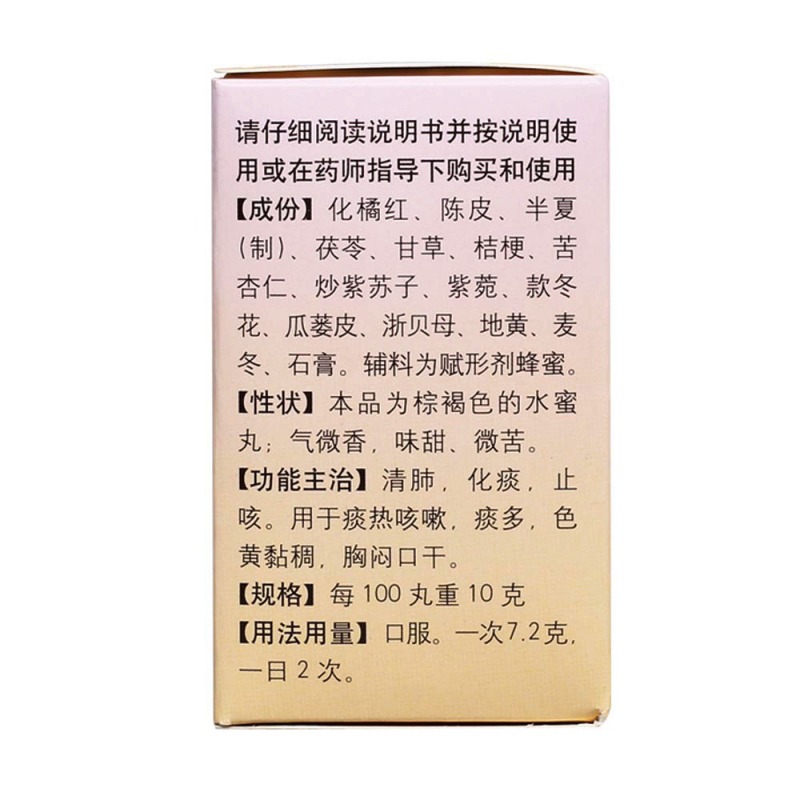 请仔细阅读说明书并按说明使
用或在药师指导下购买和使用
【成份】化橘红、陈皮、半夏
(制)、茯苓、甘草、桔梗、苦
杏仁、炒紫苏子、紫菀、款冬
花、瓜蒌皮、浙贝母、地黄、麦
冬、石膏。辅料为赋形剂蜂蜜。
【性状】本品为棕褐色的水蜜
丸；气微香，味甜、微苦。
【功能主治】清肺，化痰，止
咳。用于痰热咳嗽，痰多，色
黄黏稠，胸闷口干。
【规格】每100丸重10克
【用法用量】口服。一次7.2克，
一日2次。